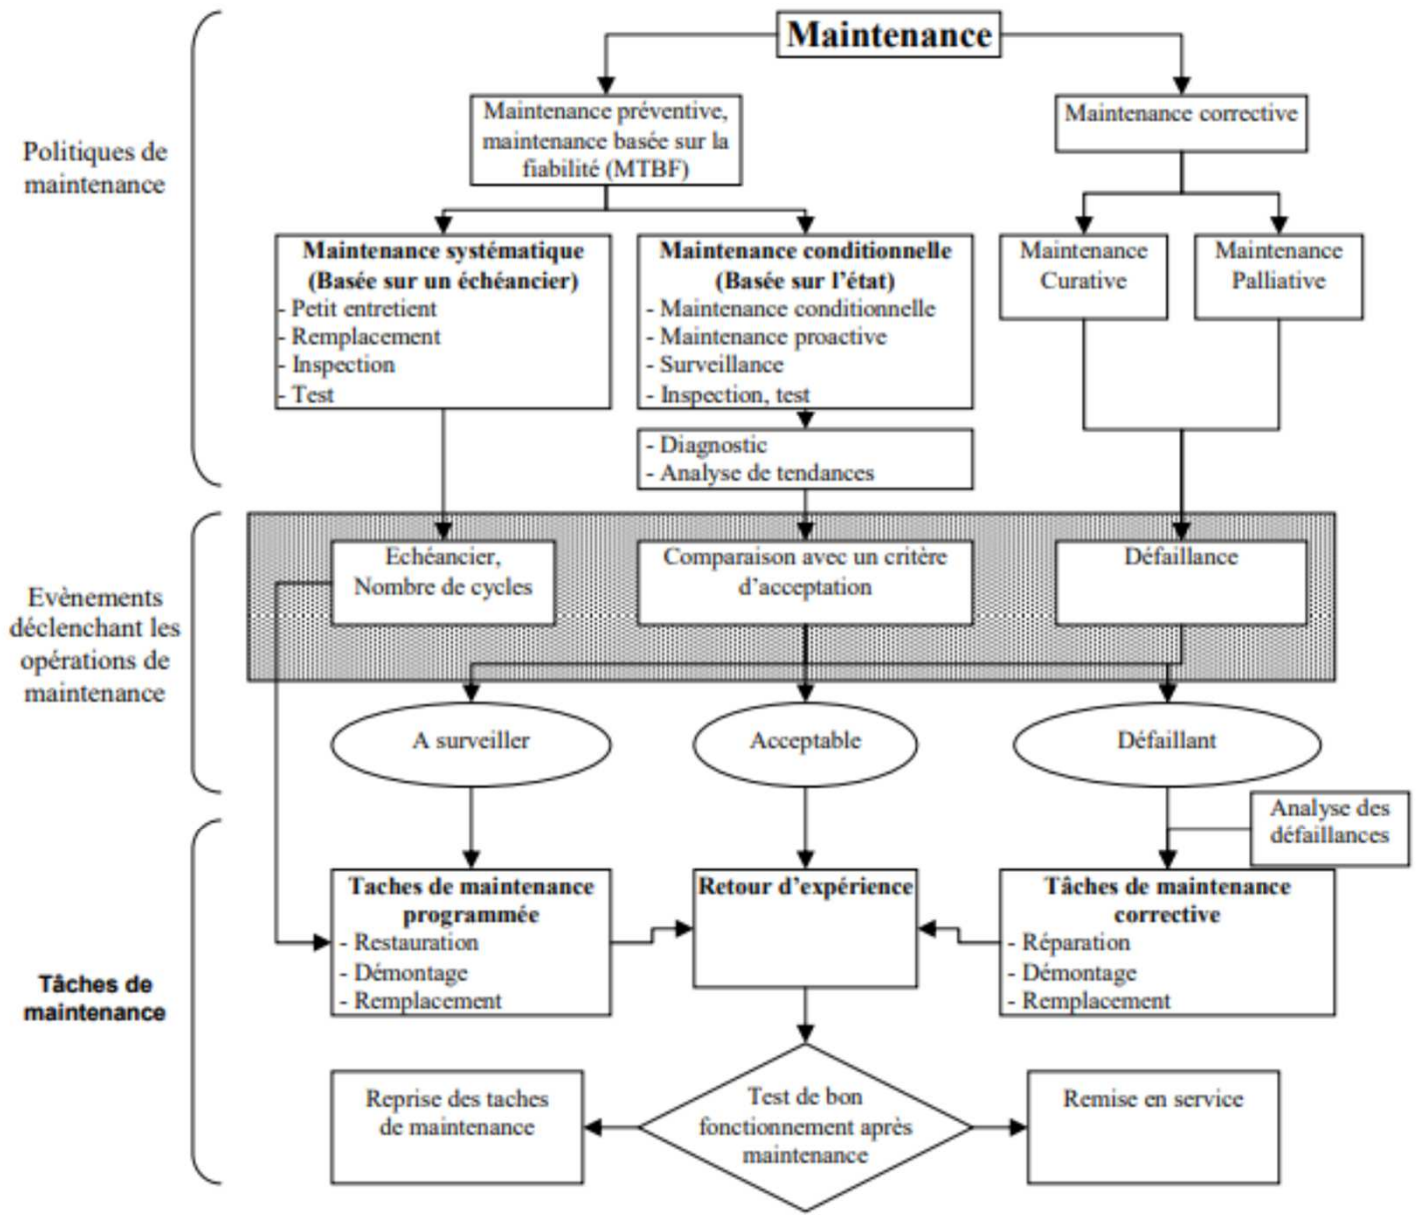 Maintenance
Maintenance préventive,
maintenance basée sur la
fiabilité (MTBF)
Maintenance corrective
Politiques de
maintenance
Maintenance systématique
(Basée sur un échéancier)
- Petit entretient
- Remplacement
- Inspection
- Test
Maintenance conditionnelle
(Basée sur l'état)
- Maintenance conditionnelle
- Maintenance proactive
- Surveillance
- Inspection, test
Maintenance
Curative
Maintenance
Palliative
- Diagnostic
- Analyse de tendances
Evènements
déclenchant les
opérations de
maintenance
Echéancier,
Nombre de cycles
Comparaison avec un critère
d'acceptation
Défaillance
A surveiller
Acceptable
Défaillant
Analyse des
défaillances
Tâches de
maintenance
Taches de maintenance
programmée
- Restauration
- Démontage
- Remplacement
Retour d'expérience
Tâches de maintenance
corrective
- Réparation
- Démontage
- Remplacement
Reprise des taches
de maintenance
Test de bon
fonctionnement après
maintenance
Remise en service